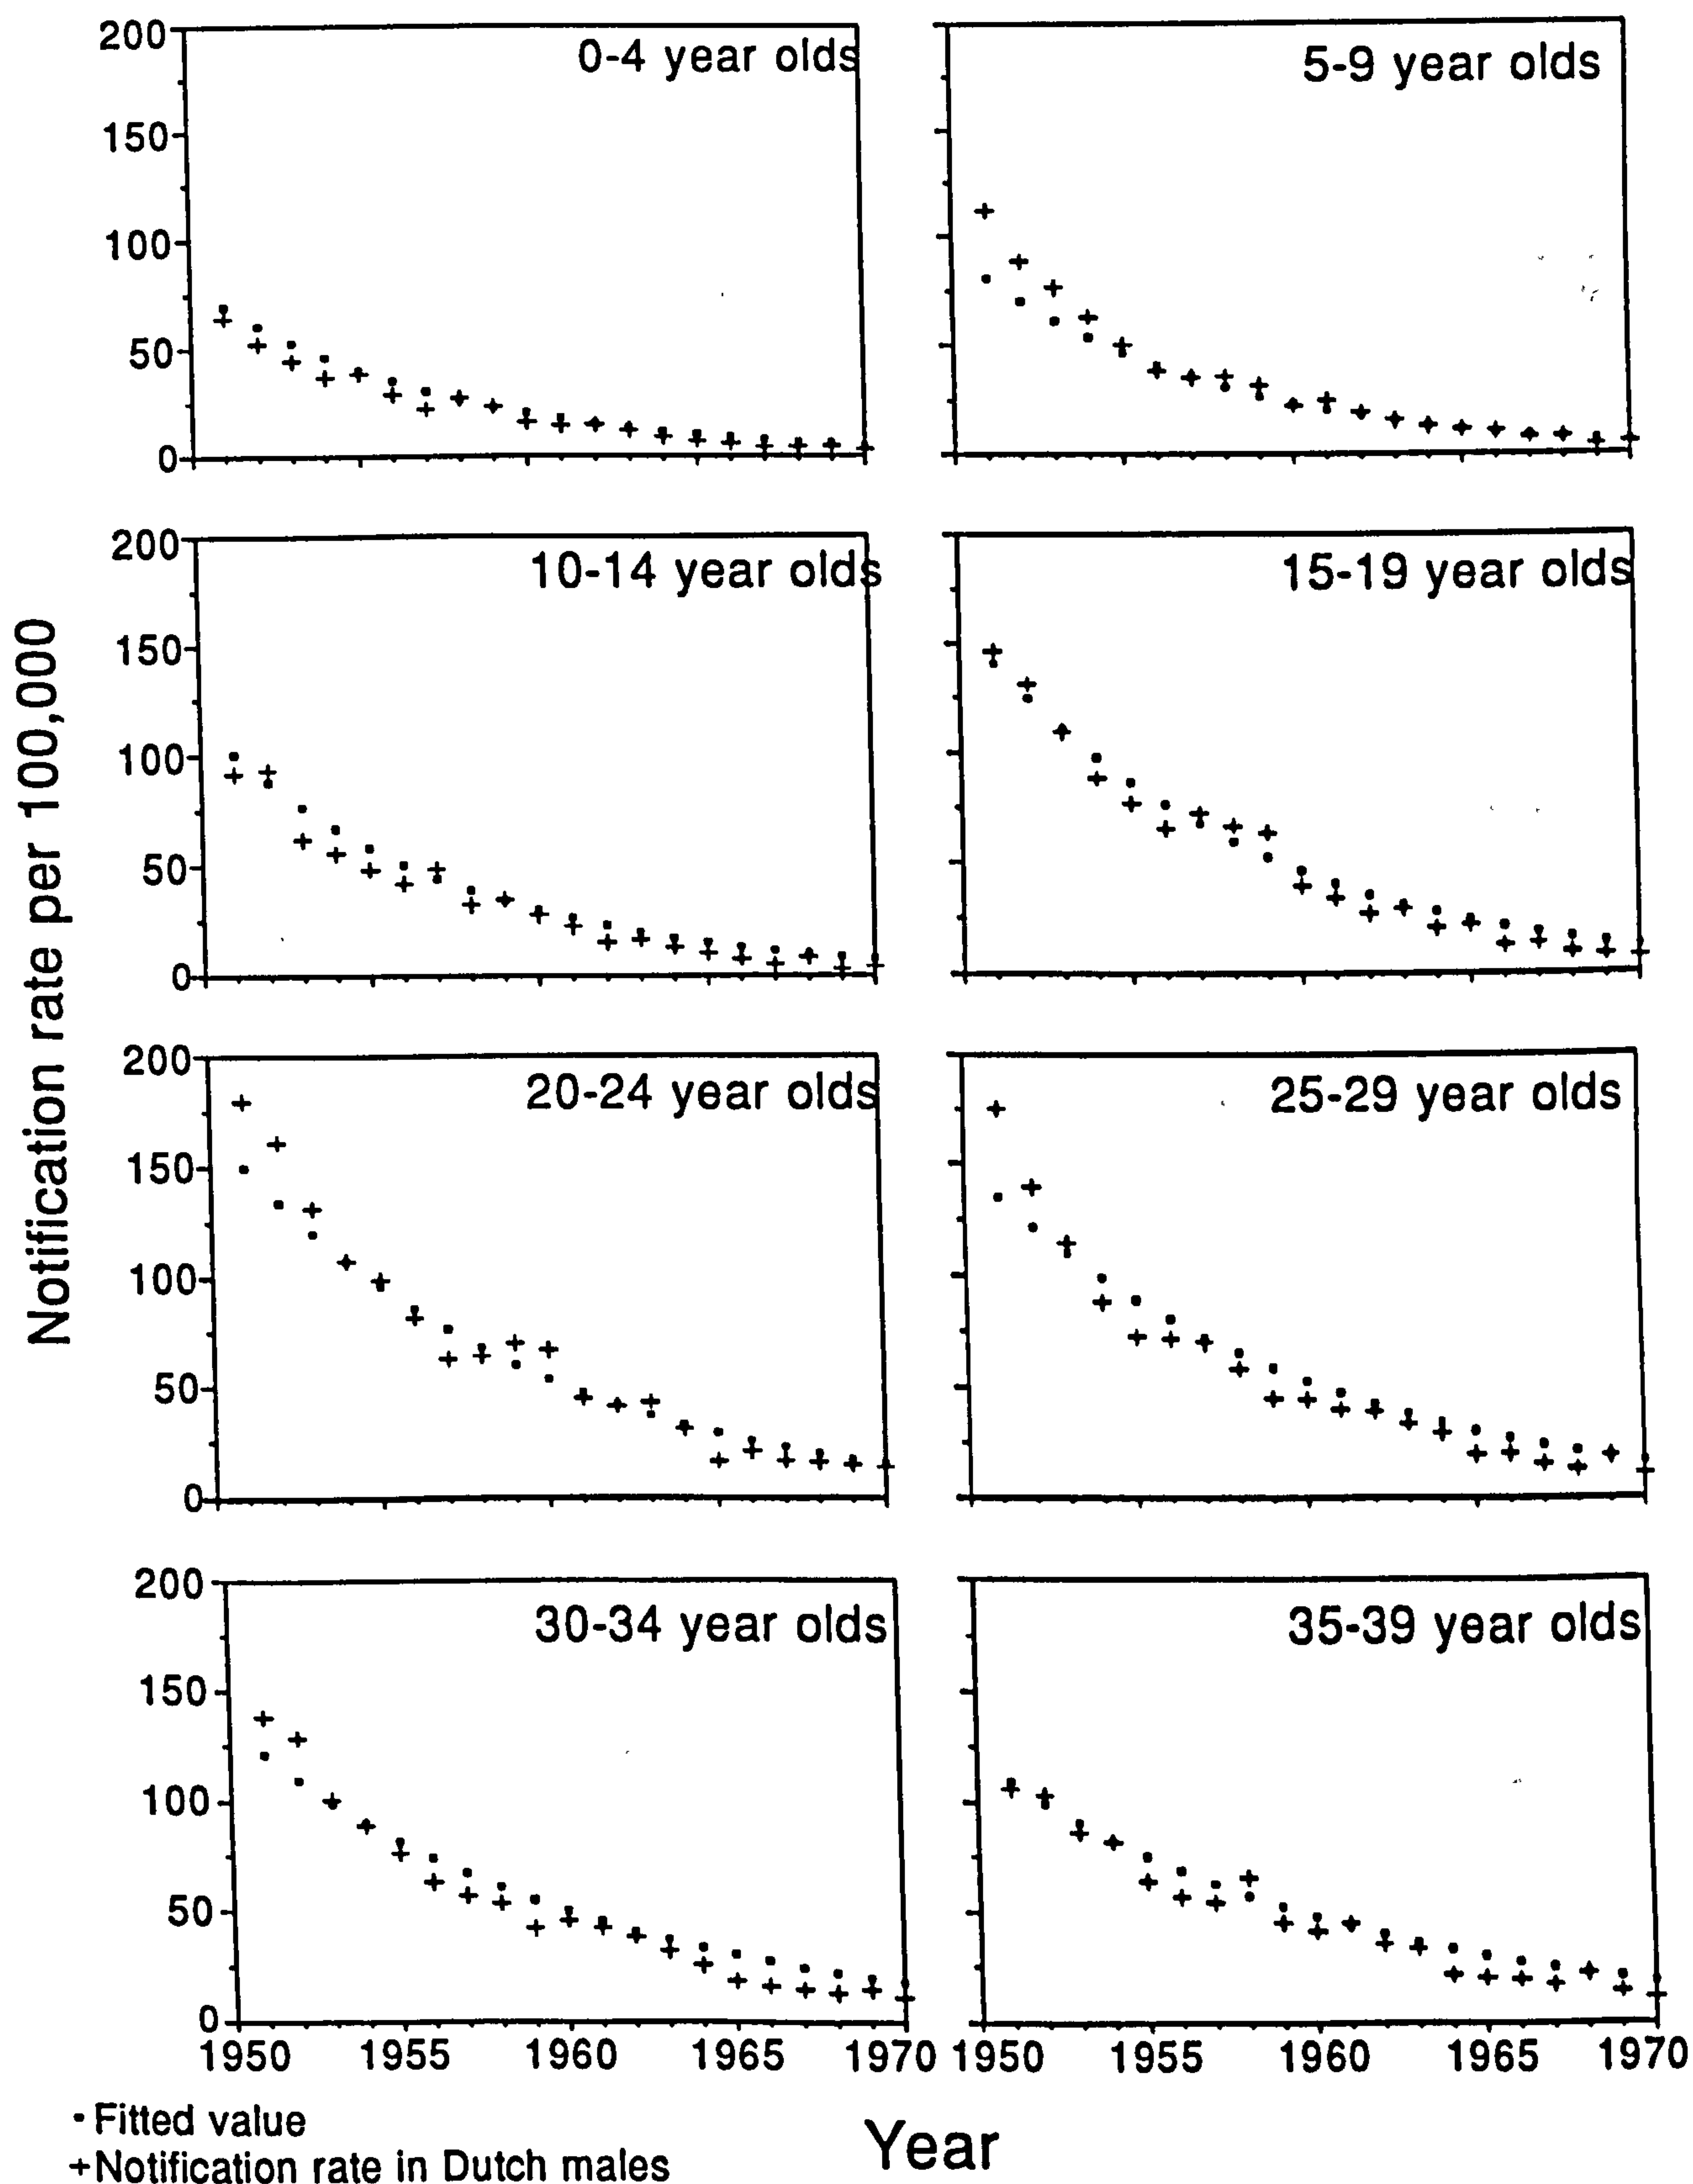 Notification rate per 100,000
200
150
100
50
0
0-4 year olds
5-9 year olds
200
150
100
50
0
10-14 year olds
15-19 year olds
200
150
100
50
0
20-24 year olds
25-29 year olds
200
150
100
50
0
30-34 year olds
35-39 year olds
1950 1955 1960 1965 1970 1950 1955 1960 1965 1970
Year
▪ Fitted value
+Notification rate in Dutch males